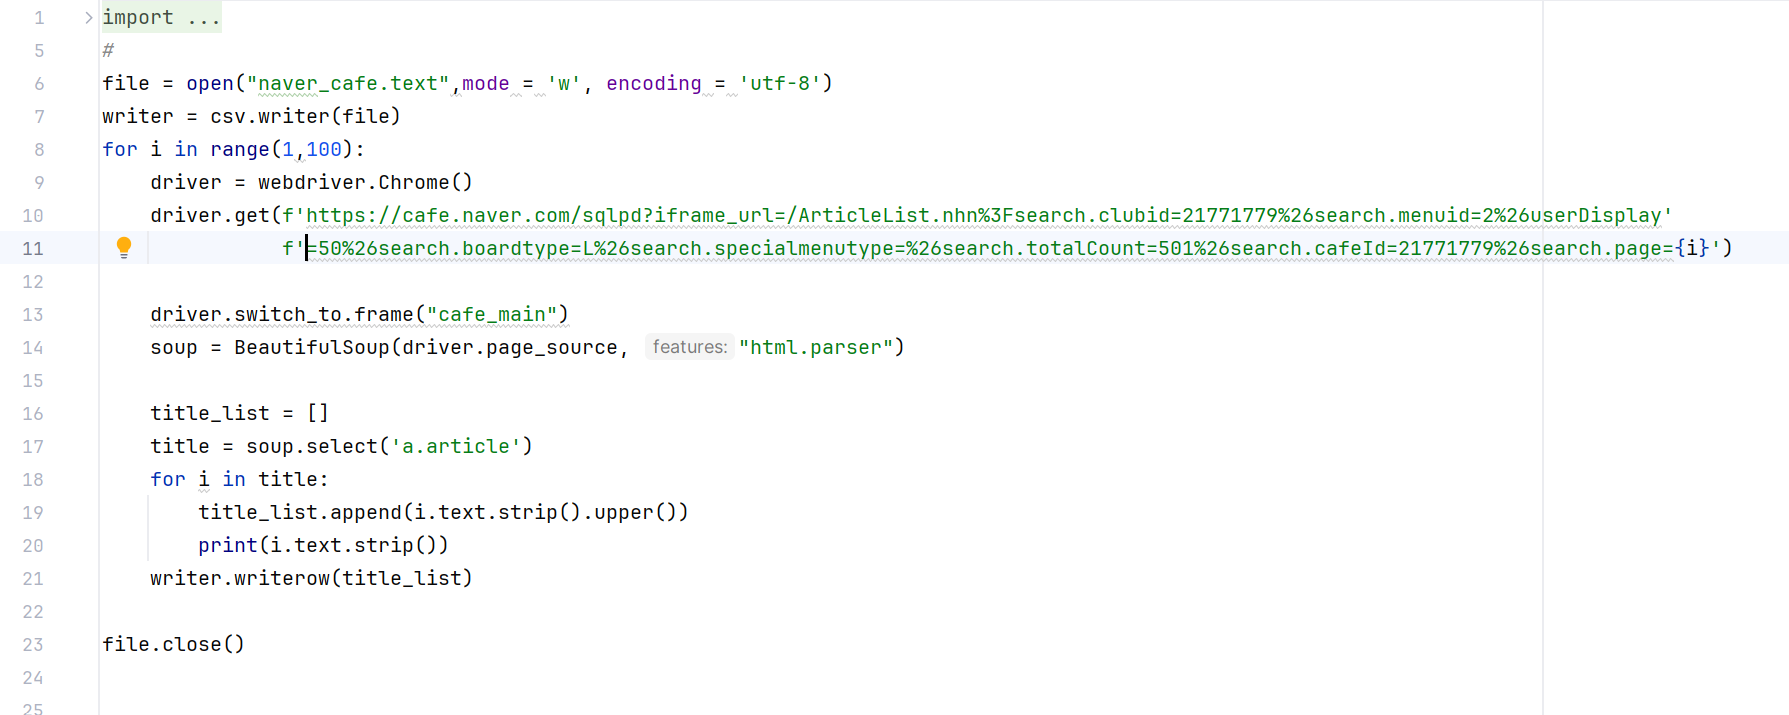 1 import ...
5 #
6 file = open("naver_cafe.text",mode = 'w', encoding = 'utf-8')
7 writer = csv.writer(file)
8 for i in range(1,100):
9 driver = webdriver.Chrome()
10 driver.get(f'https://cafe.naver.com/sqlpd?iframe_url=/ArticleList.nhn%3Fsearch.clubid=21771779%26search.menuid=2%26userDisplay'
11 f'=50%26search.boardtype=L%26search.specialmenutype=%26search.totalCount=501%26search.cafeId=21771779%26search.page={i}')
12
13 driver.switch_to.frame("cafe_main")
14 soup = BeautifulSoup(driver.page_source, features: "html.parser")
15
16 title_list = []
17 title = soup.select('a.article')
18 for i in title:
19 title_list.append(i.text.strip().upper())
20 print(i.text.strip())
21 writer.writerow(title_list)
22
23 file.close()
24
25